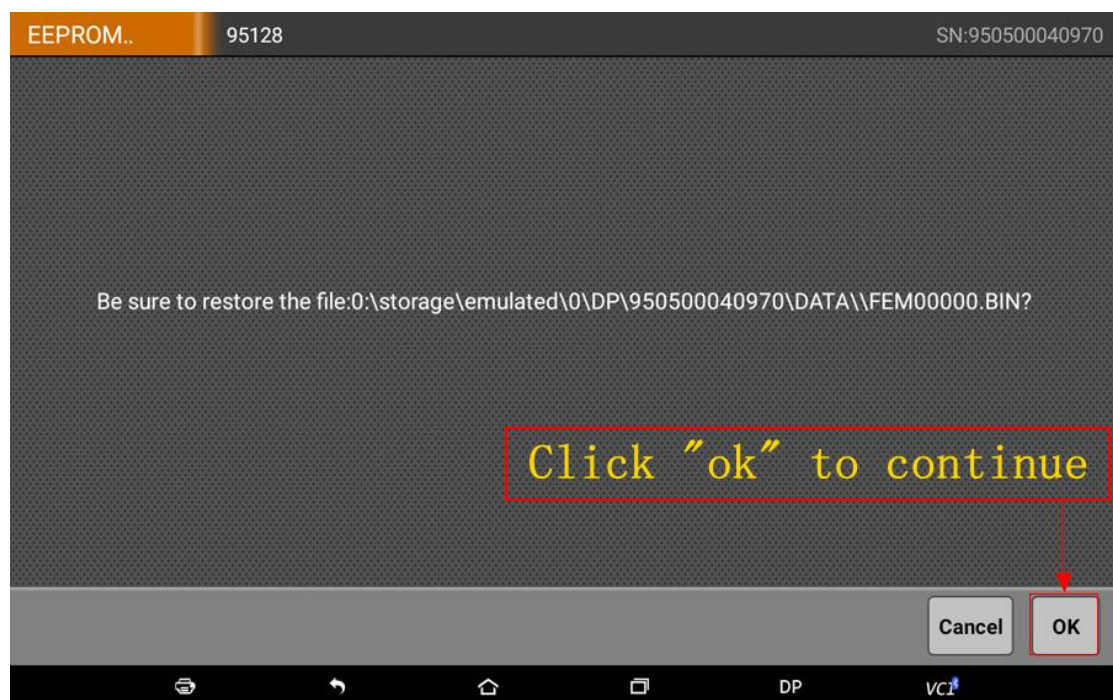 EEPROM.. 95128 SN:950500040970
Be sure to restore the file:0:\storage\emulated\0\DP\950500040970\DATA\\FEM00000.BIN?
Click "ok" to continue
Cancel OK
DP VCI